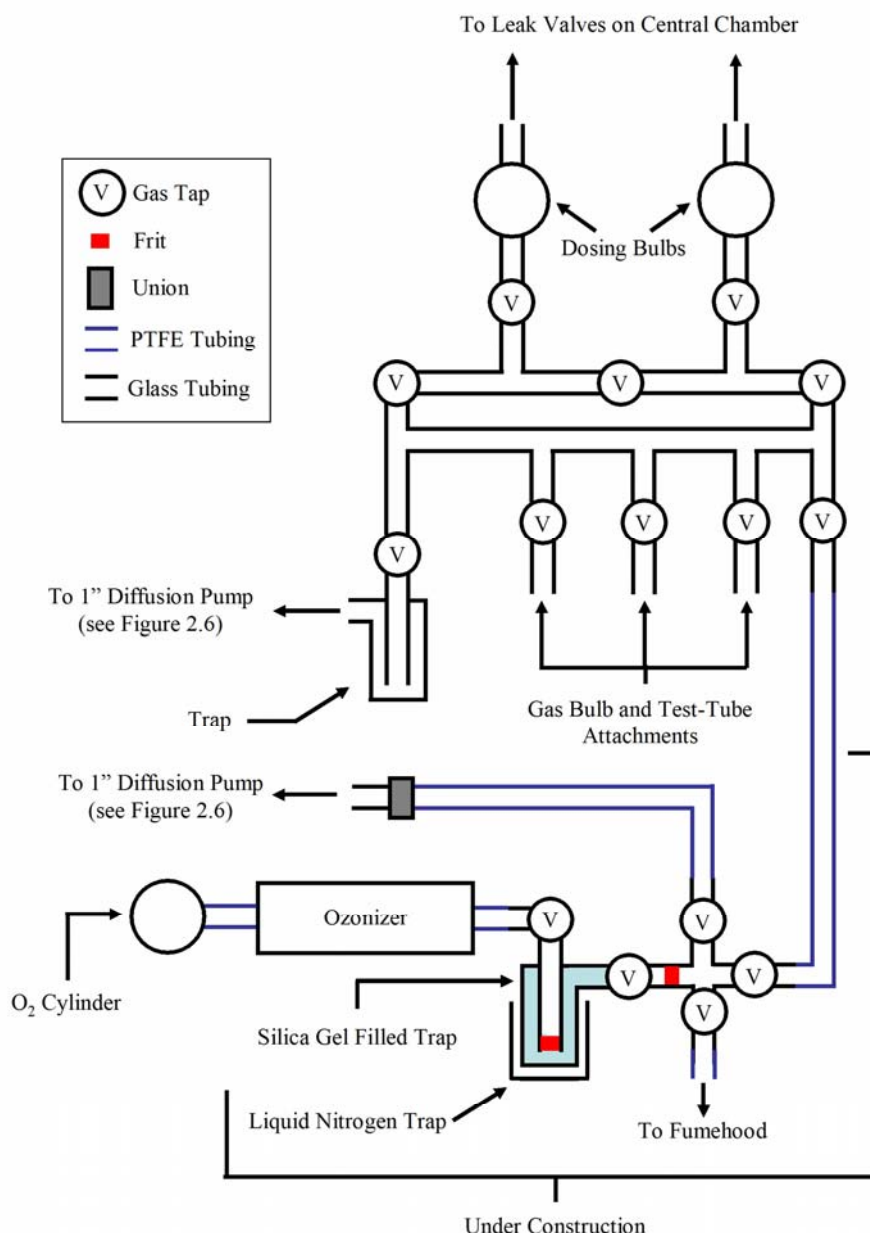 To Leak Valves on Central Chamber
V Gas Tap
Frit
Union
PTFE Tubing
Glass Tubing
Dosing Bulbs
V
V
V
V
V
V
V
V
V
V
To 1” Diffusion Pump
(see Figure 2.6)
Trap
Gas Bulb and Test-Tube
Attachments
To 1” Diffusion Pump
(see Figure 2.6)
Ozonizer
V
V
V
V
V
O2 Cylinder
Silica Gel Filled Trap
Liquid Nitrogen Trap
To Fumehood
Under Construction